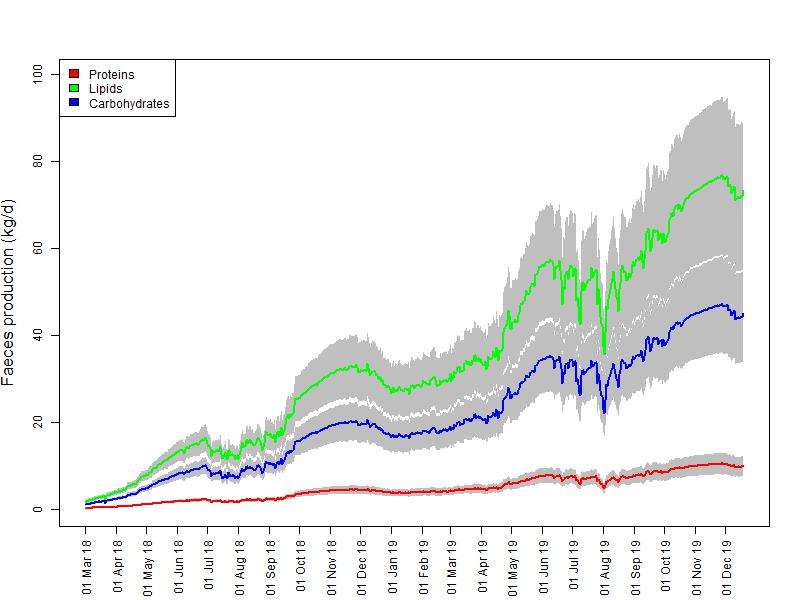 Proteins
Lipids
Carbohydrates
Faeces production (kg/d)
100
80
60
40
20
0
01 Mar 18
01 Apr 18
01 May 18
01 Jun 18
01 Jul 18
01 Aug 18
01 Sep 18
01 Oct 18
01 Nov 18
01 Dec 18
01 Jan 19
01 Feb 19
01 Mar 19
01 Apr 19
01 May 19
01 Jun 19
01 Jul 19
01 Aug 19
01 Sep 19
01 Oct 19
01 Nov 19
01 Dec 19